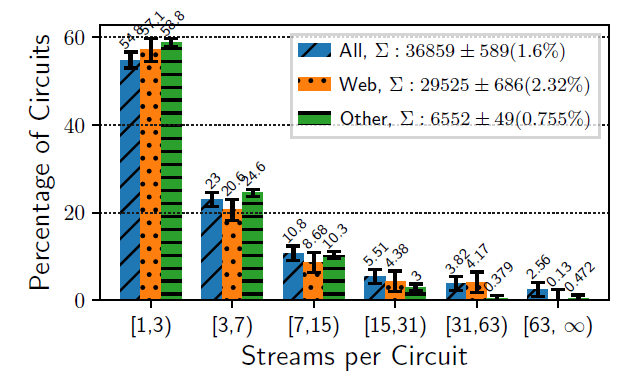 Percentage of Circuits
60
40
20
0
54.8 57.1 58.8
23 20.6 24.6
10.8 8.68 10.3
5.51 4.38 3
3.82 4.17 0.379
2.56 0.13 0.472
All, Σ : 36859 ± 589(1.6%)
Web, Σ : 29525 ± 686(2.32%)
Other, Σ : 6552 ± 49(0.755%)
[1,3) [3,7) [7,15) [15,31) [31,63) [63, ∞)
Streams per Circuit